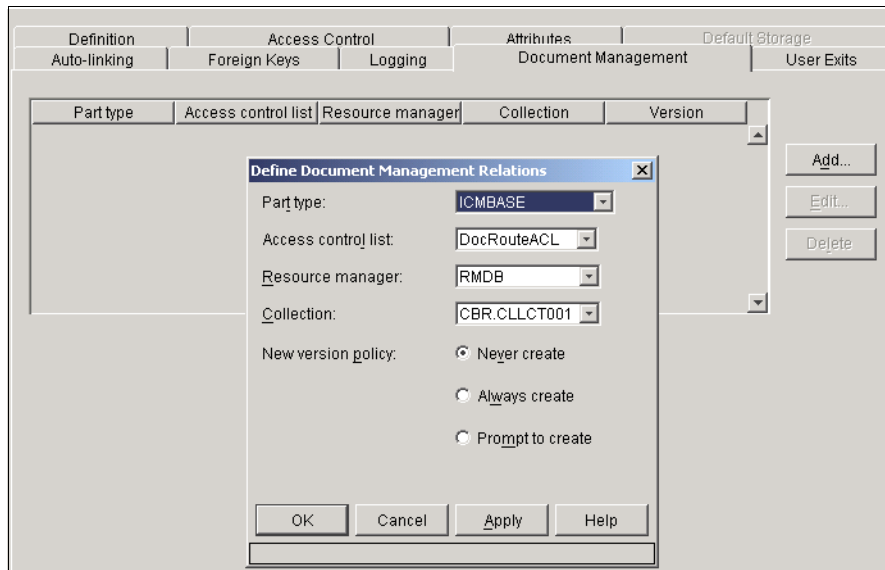 Definition Access Control Attributes Default Storage
Auto-linking Foreign Keys Logging Document Management User Exits
Part type Access control list Resource manager Collection Version
Add...
Edit...
Delete
Define Document Management Relations
Part type: ICMBASE
Access control list: DocRouteACL
Resource manager: RMDB
Collection: CBR.CLLCT001
New version policy: Never create
Always create
Prompt to create
OK Cancel Apply Help